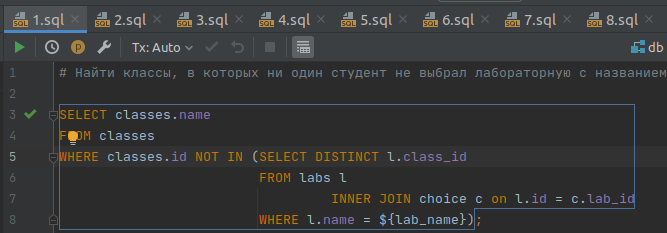 1.sql 2.sql 3.sql 4.sql 5.sql 6.sql 7.sql 8.sql
Tx: Auto db
1 # Найти классы, в которых ни один студент не выбрал лабораторную с названием
2
3 SELECT classes.name
4 FROM classes
5 WHERE classes.id NOT IN (SELECT DISTINCT l.class_id
6 FROM labs l
7 INNER JOIN choice c on l.id = c.lab_id
8 WHERE l.name = ${lab_name});